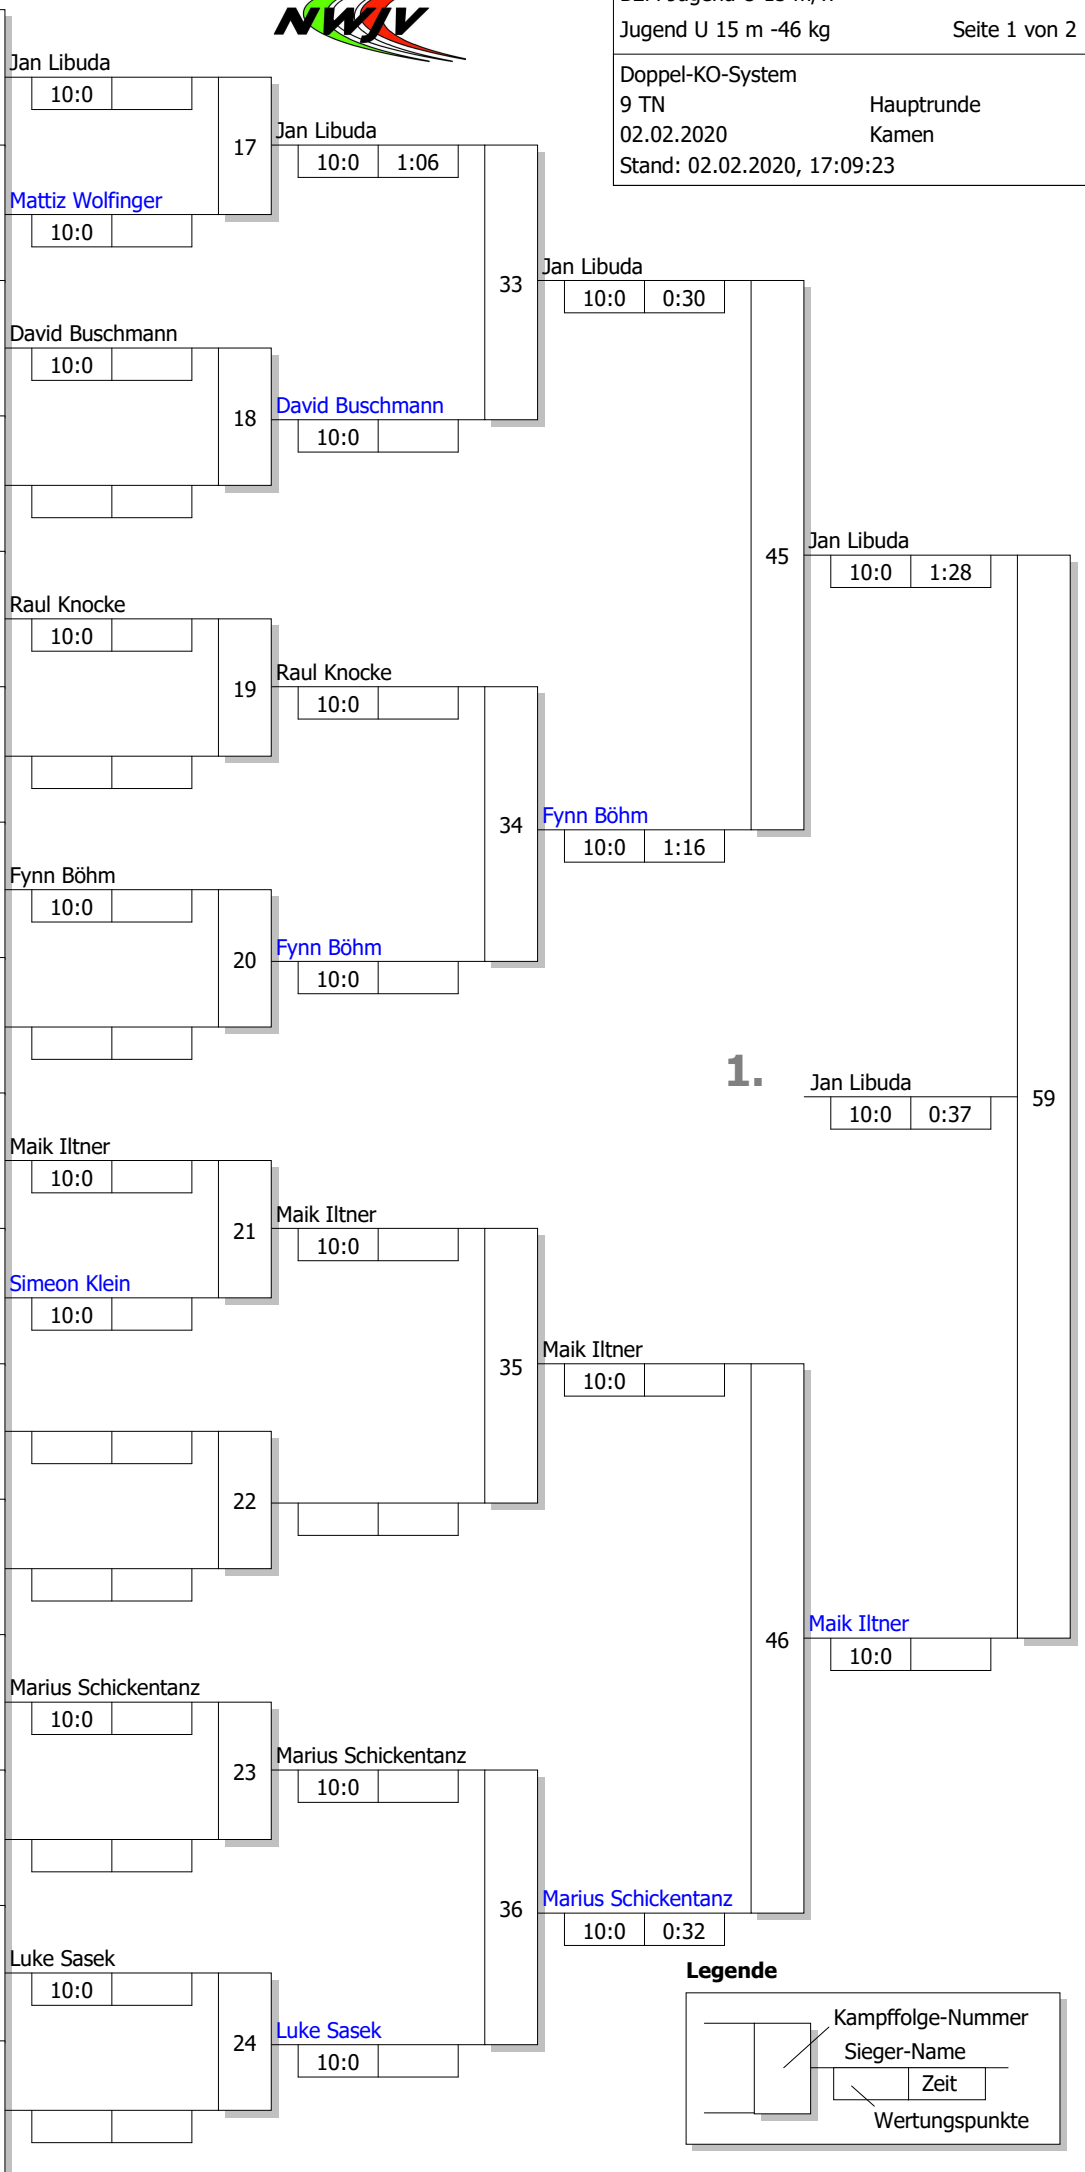 NWJV
Jugend U 15 m -46 kg Seite 1 von 2
Doppel-KO-System
9 TN Hauptrunde
02.02.2020 Kamen
Stand: 02.02.2020, 17:09:23
Jan Libuda
10:0
17
Jan Libuda
10:0 1:06
Mattiz Wolfinger
10:0
33
Jan Libuda
10:0 0:30
David Buschmann
10:0
18
David Buschmann
10:0
45
Jan Libuda
10:0 1:28
Raul Knocke
10:0
19
Raul Knocke
10:0
34
Fynn Böhm
10:0 1:16
Fynn Böhm
10:0
20
Fynn Böhm
10:0
1.
Jan Libuda
10:0 0:37
59
Maik Iltner
10:0
21
Maik Iltner
10:0
Simeon Klein
10:0
35
Maik Iltner
10:0
22
46
Maik Iltner
10:0
Marius Schickentanz
10:0
23
Marius Schickentanz
10:0
36
Marius Schickentanz
10:0 0:32
Luke Sasek
10:0
24
Luke Sasek
10:0
Legende
Kampffolge-Nummer
Sieger-Name
Zeit
Wertungspunkte